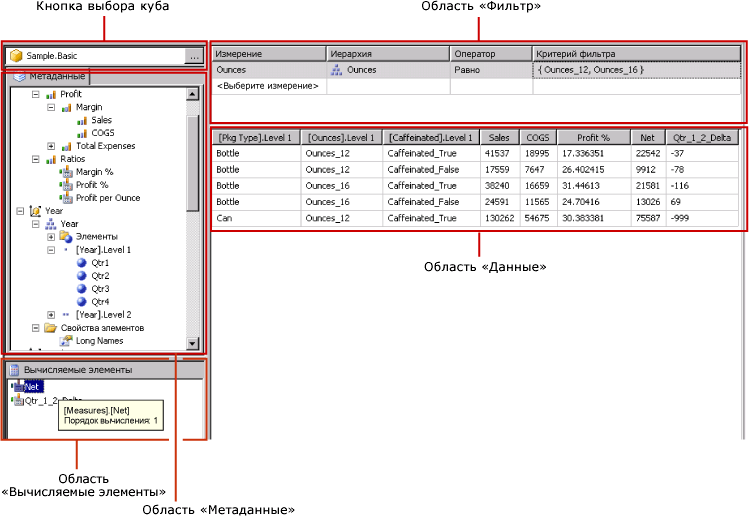 Кнопка выбора куба
Область «Фильтр»
Sample.Basic ...
Измерение Иерархия Оператор Критерий фильтра
Ounces Ounces Равно { Ounces_12, Ounces_16 }
<Выберите измерение>
Метаданные
Profit
Margin
Sales
COGS
Total Expenses
Ratios
Margin %
Profit %
Profit per Ounce
Year
Year
Элементы
[Year].Level 1
Qtr1
Qtr2
Qtr3
Qtr4
[Year].Level 2
Свойства элементов
Long Names
[Pkg Type].Level 1 [Ounces].Level 1 [Caffeinated].Level 1 Sales COGS Profit % Net Qtr_1_2_Delta
Bottle Ounces_12 Caffeinated_True 41537 18995 17.336351 22542 -37
Bottle Ounces_12 Caffeinated_False 17559 7647 26.402415 9912 -78
Bottle Ounces_16 Caffeinated_True 38240 16659 31.44613 21581 -116
Bottle Ounces_16 Caffeinated_False 24591 11565 24.70416 13026 69
Can Ounces_12 Caffeinated_True 130262 54675 30.383381 75587 -999
Область «Данные»
Вычисляемые элементы
Net
Qtr_1_2_Delta
[Measures].[Net]
Порядок вычисления: 1
Область
«Вычисляемые элементы»
Область «Метаданные»